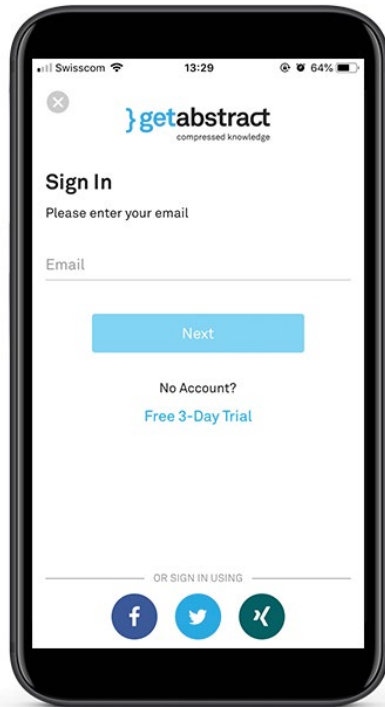 Swisscom 13:29 64%
}getabstract
compressed knowledge
Sign In
Please enter your email
Email
Next
No Account?
Free 3-Day Trial
OR SIGN IN USING